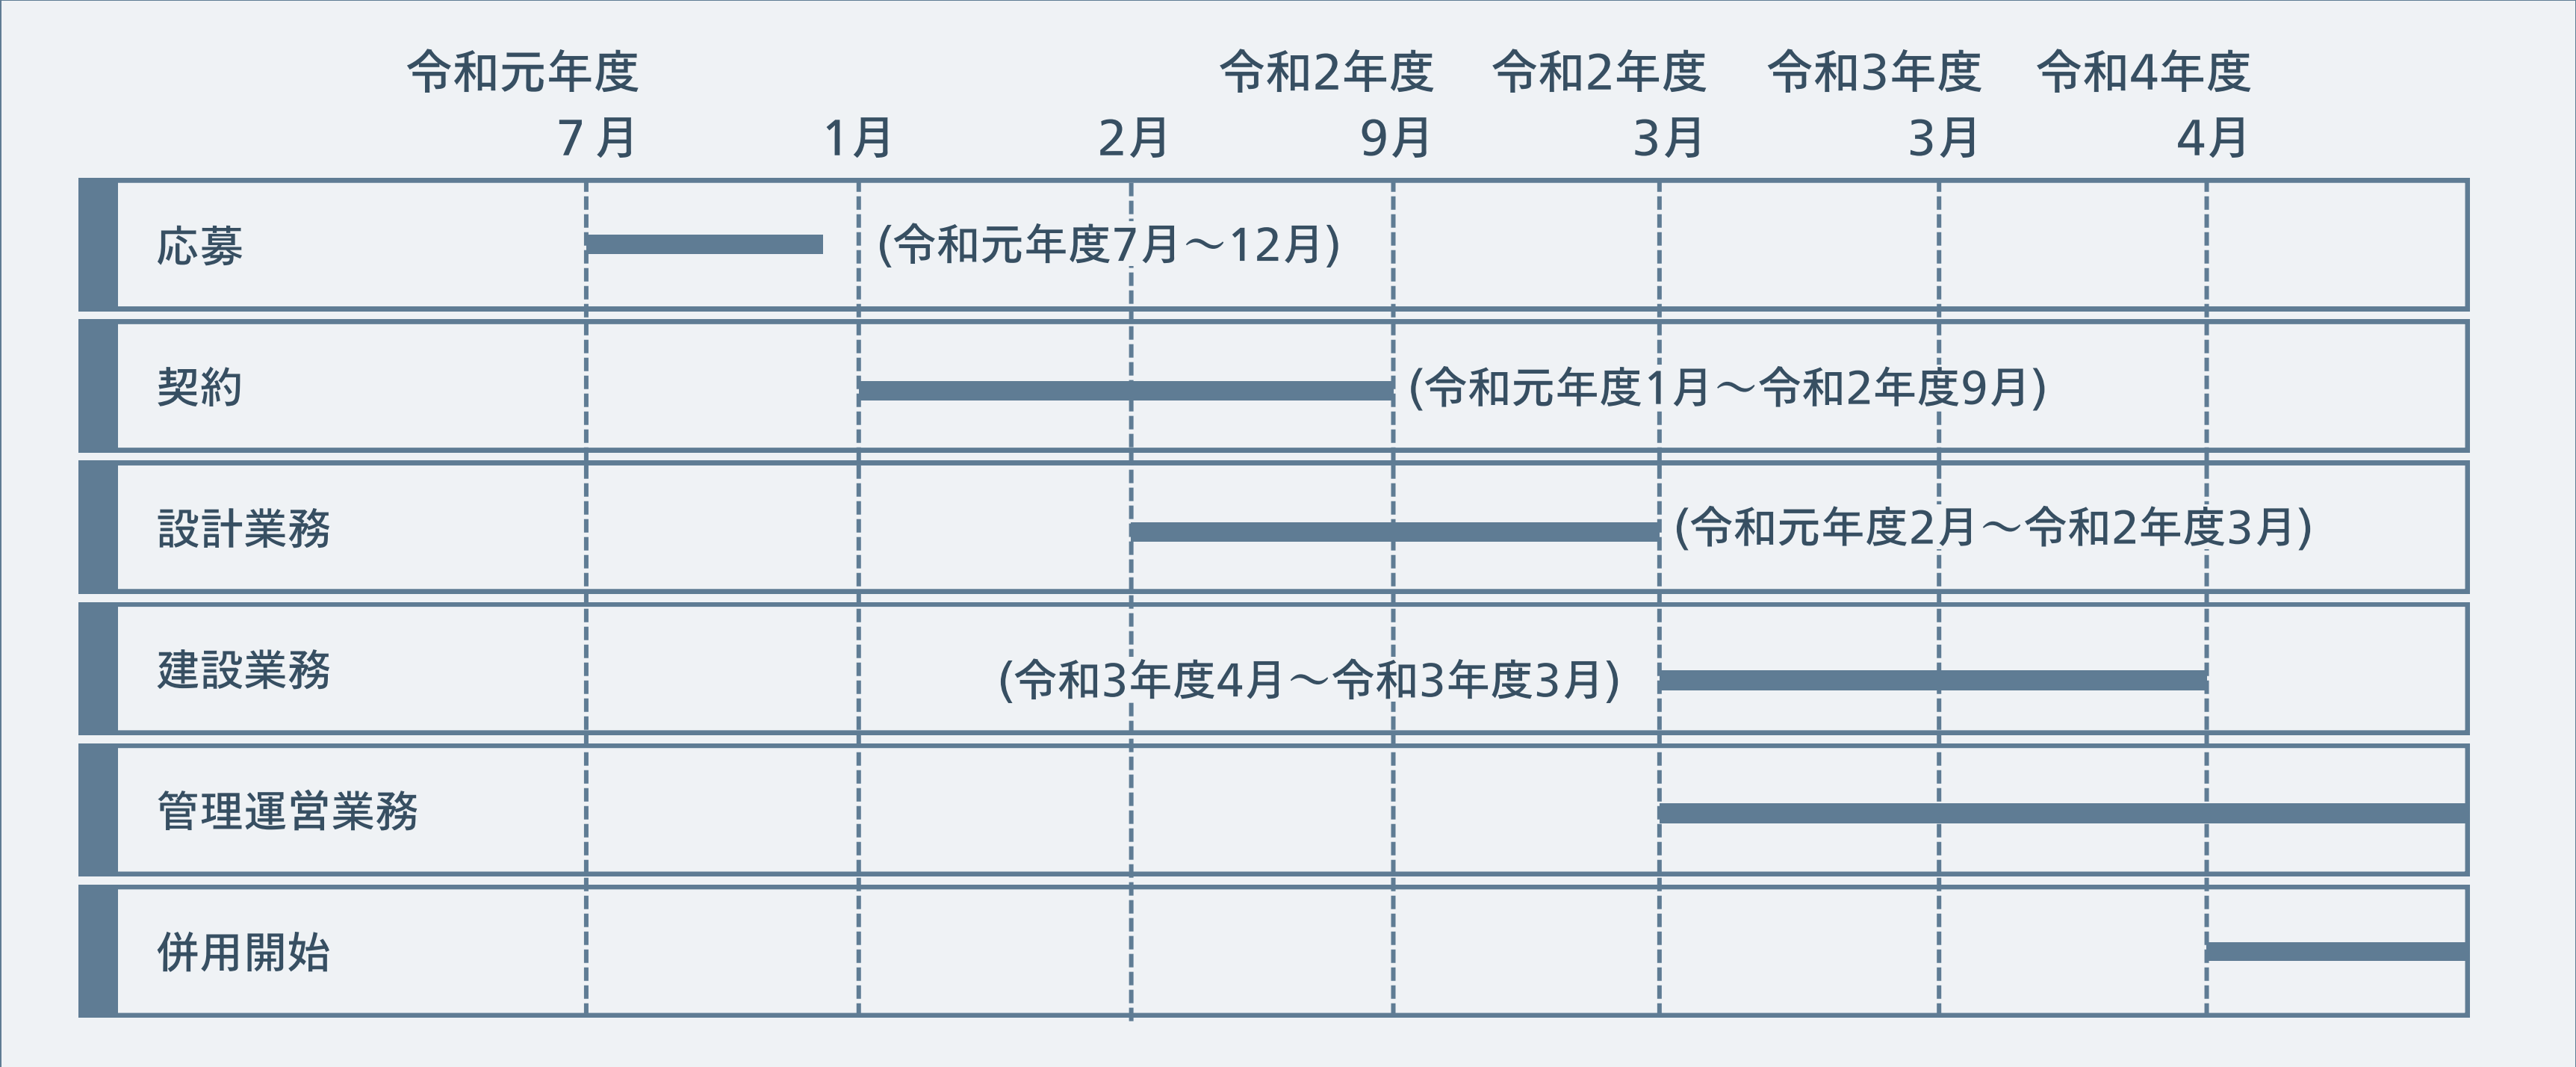 令和元年度 令和2年度 令和2年度 令和3年度 令和4年度
7月 1月 2月 9月 3月 3月 4月
応募 (令和元年度7月～12月)
契約 (令和元年度1月～令和2年度9月)
設計業務 (令和元年度2月～令和2年度3月)
建設業務 (令和3年度4月～令和3年度3月)
管理運営業務
併用開始